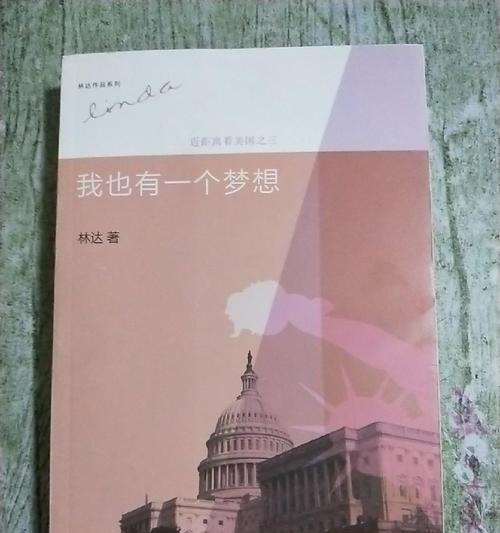 林达作品系列
linda
近距离看美国之三
我也有一个梦想
林达 著